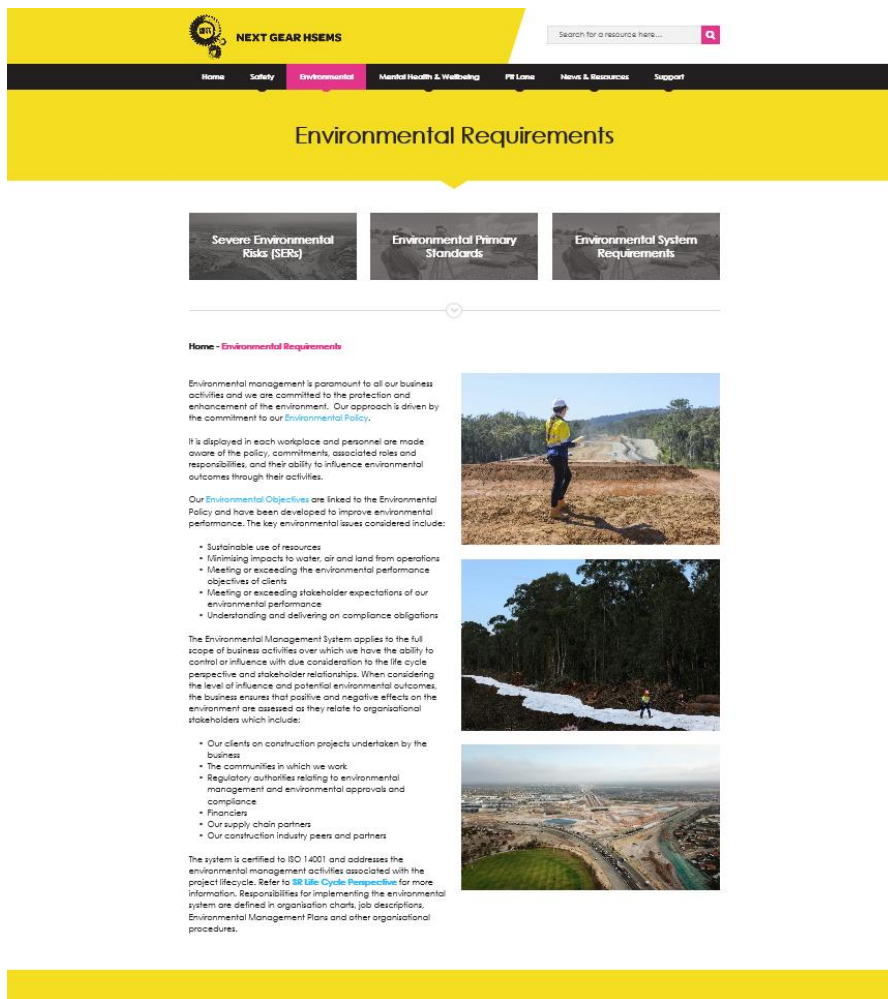 NEXT GEAR HSEMS
Search for a resource here...
Home Safety Environmental Mental Health & Wellbeing Pit Lane News & Resources Support
Environmental Requirements
Severe Environmental
Risks (SERs)
Environmental Primary
Standards
Environmental System
Requirements
Home - Environmental Requirements
Environmental management is paramount to all our business
activities and we are committed to the protection and
enhancement of the environment. Our approach is driven by
the commitment to our Environmental Policy.
It is displayed in each workplace and personnel are made
aware of the policy, commitments, associated roles and
responsibilities, and their ability to influence environmental
outcomes through their activities.
Our Environmental Objectives are linked to the Environmental
Policy and have been developed to improve environmental
performance. The key environmental issues considered include:
• Sustainable use of resources
• Minimising impacts to water, air and land from operations
• Meeting or exceeding the environmental performance
objectives of clients
• Meeting or exceeding stakeholder expectations of our
environmental performance
• Understanding and delivering on compliance obligations
The Environmental Management System applies to the full
scope of business activities over which we have the ability to
control or influence with due consideration to the life cycle
perspective and stakeholder relationships. When considering
the level of influence and potential environmental outcomes,
the business ensures that positive and negative effects on the
environment are assessed as they relate to organisational
stakeholders which include:
• Our clients on construction projects undertaken by the
business
• The communities in which we work
• Regulatory authorities relating to environmental
management and environmental approvals and
compliance
• Financiers
• Our supply chain partners
• Our construction industry peers and partners
The system is certified to ISO 14001 and addresses the
environmental management activities associated with the
project lifecycle. Refer to SR Life Cycle Perspective for more
information. Responsibilities for implementing the environmental
system are defined in organisation charts, job descriptions,
Environmental Management Plans and other organisational
procedures.